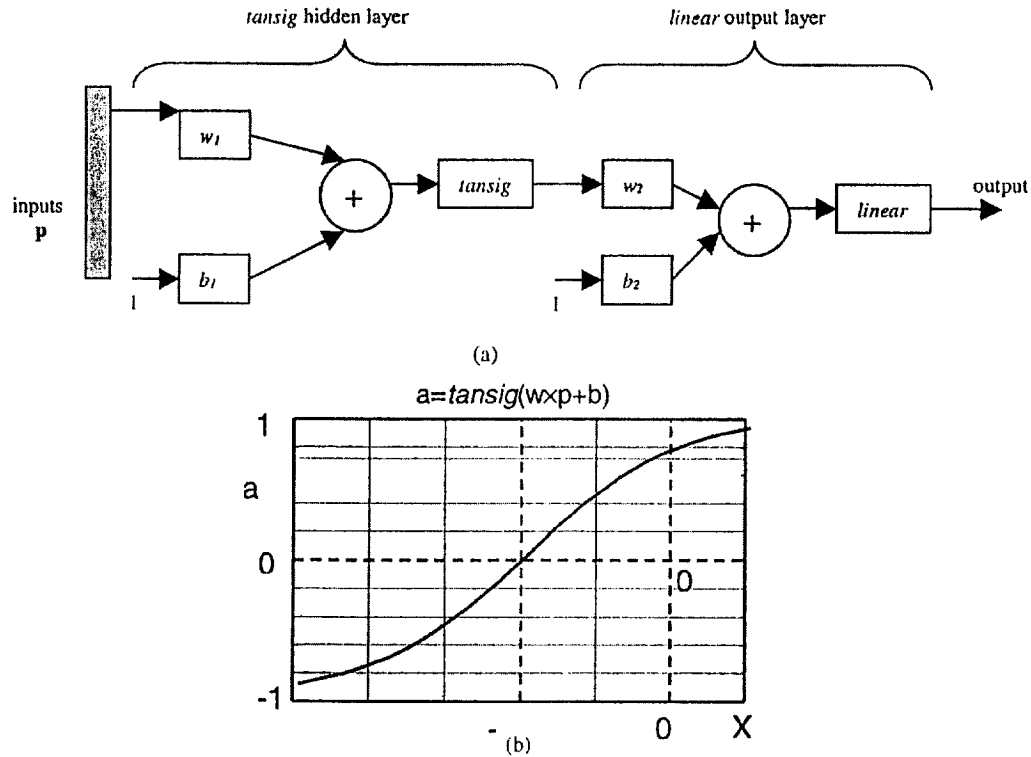 tansig hidden layer
linear output layer
w1
tansig
w2
output
inputs
p
+
+
linear
b1
b2
1
1
(a)
a=tansig(w×p+b)
1
a
0
0
-1
-
0
X
(b)